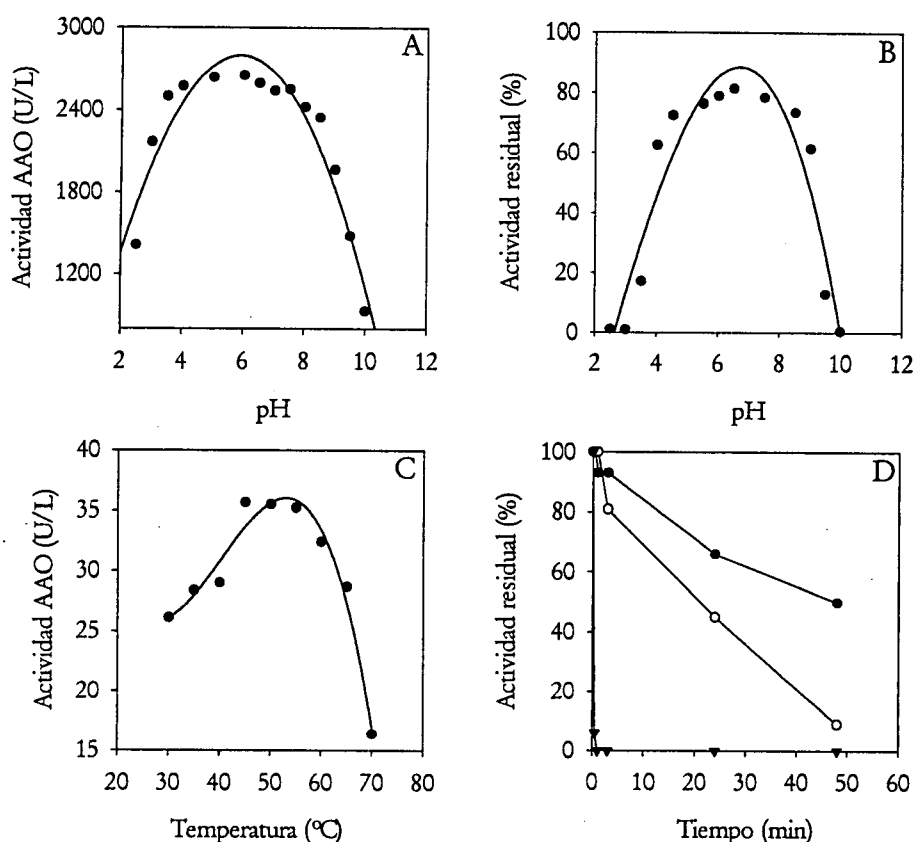 A
Actividad AAO (U/L)
3000
2400
1800
1200
2 4 6 8 10 12
pH
B
Actividad residual (%)
100
80
60
40
20
0
2 4 6 8 10 12
pH
C
Actividad AAO (U/L)
40
35
30
25
20
15
20 30 40 50 60 70 80
Temperatura (ºC)
D
Actividad residual (%)
100
80
60
40
20
0
0 10 20 30 40 50 60
Tiempo (min)